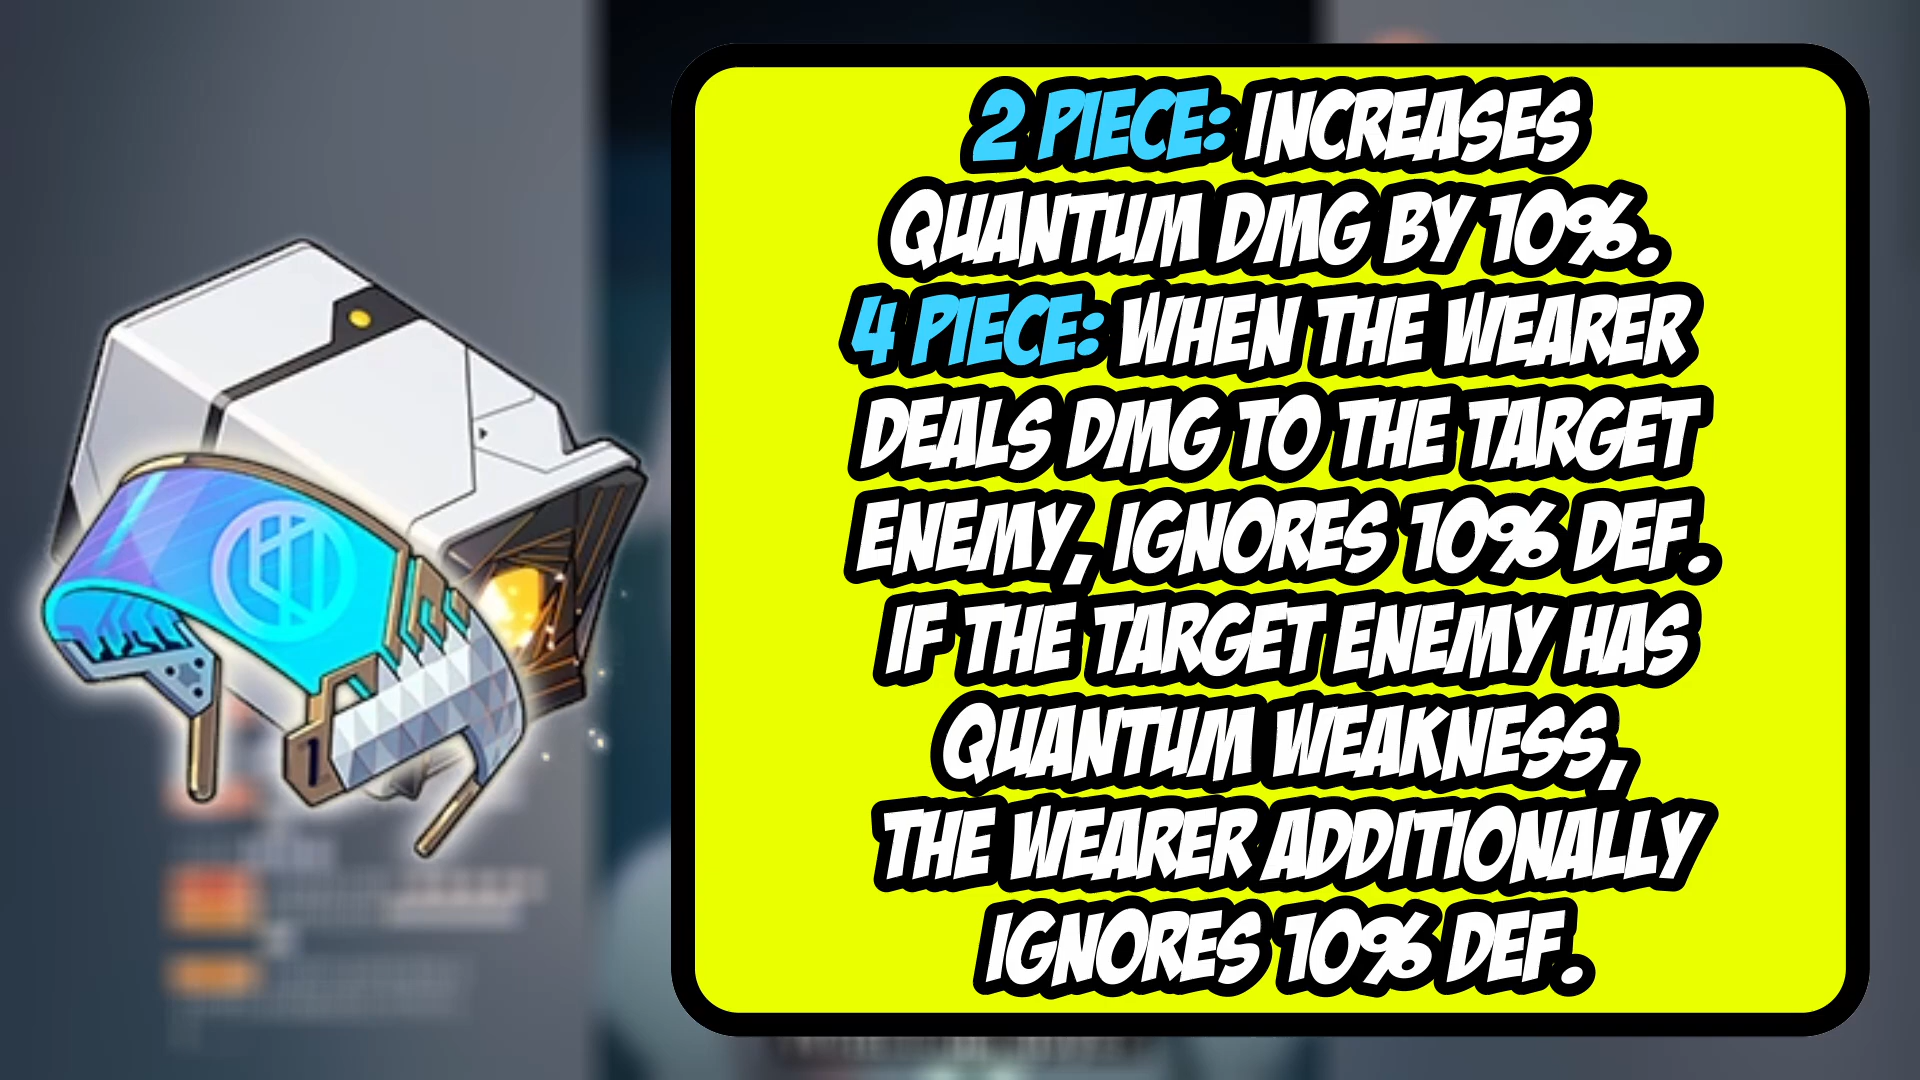 2 PIECE: INCREASES
QUANTUM DMG BY 10%.
4 PIECE: WHEN THE WEARER
DEALS DMG TO THE TARGET
ENEMY, IGNORES 10% DEF.
IF THE TARGET ENEMY HAS
QUANTUM WEAKNESS,
THE WEARER ADDITIONALLY
IGNORES 10% DEF.
1